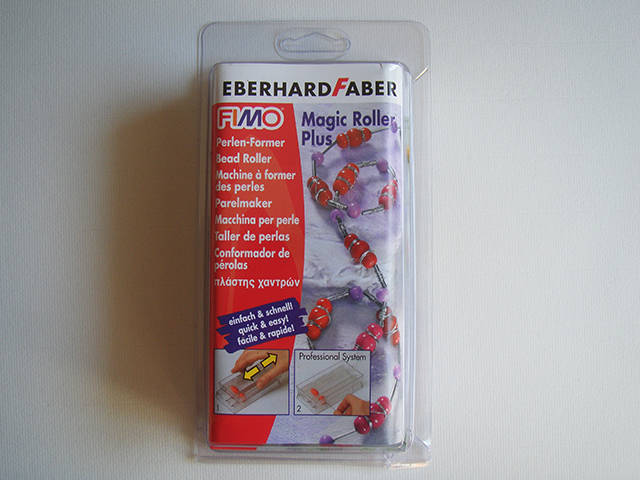 EBERHARDFABER
FIMO
Magic Roller
Plus
Perlen-Former
Bead Roller
Machine à former
des perles
Parelmaker
Macchina per perle
Taller de perlas
Conformador de
pérolas
πλάστης χαντρών
einfach & schnell!
quick & easy!
fácile & rapide!
Professional System
2